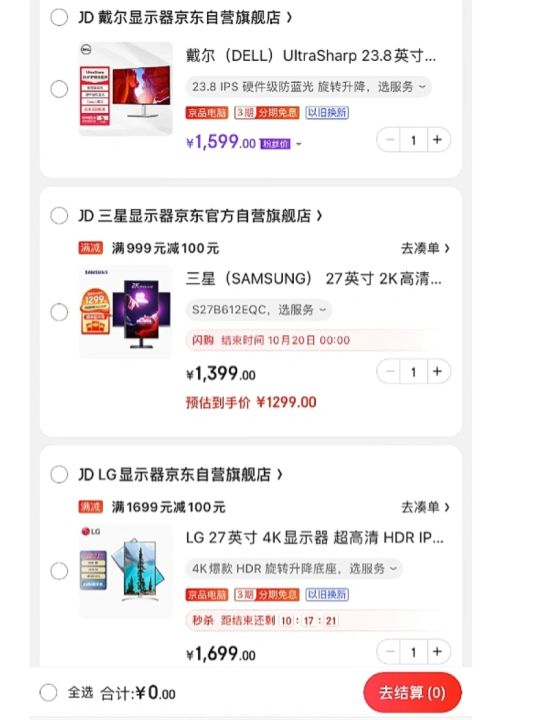 JD 戴尔显示器京东自营旗舰店 >
DELL
戴尔（DELL）UltraSharp 23.8英寸...
23.8 IPS 硬件级防蓝光 旋转升降，选服务
京品电脑 3期分期免息 以旧换新
¥1,599.00 粉丝价
1
JD 三星显示器京东官方自营旗舰店 >
满减 满999元减100元 去凑单 >
SAMSUNG
三星（SAMSUNG） 27英寸 2K高清...
1299
2K
S27B612EQC，选服务
闪购 结束时间 10月20日 00:00
¥1,399.00
1
预估到手价 ¥1299.00
JD LG显示器京东自营旗舰店 >
满减 满1699元减100元 去凑单 >
LG
LG 27英寸 4K显示器 超高清 HDR IP...
4K爆款 HDR 旋转升降底座，选服务
京品电脑 3期分期免息 以旧换新
秒杀 距结束还剩 10:17:21
¥1,699.00
1
全选 合计:¥0.00 去结算(0)